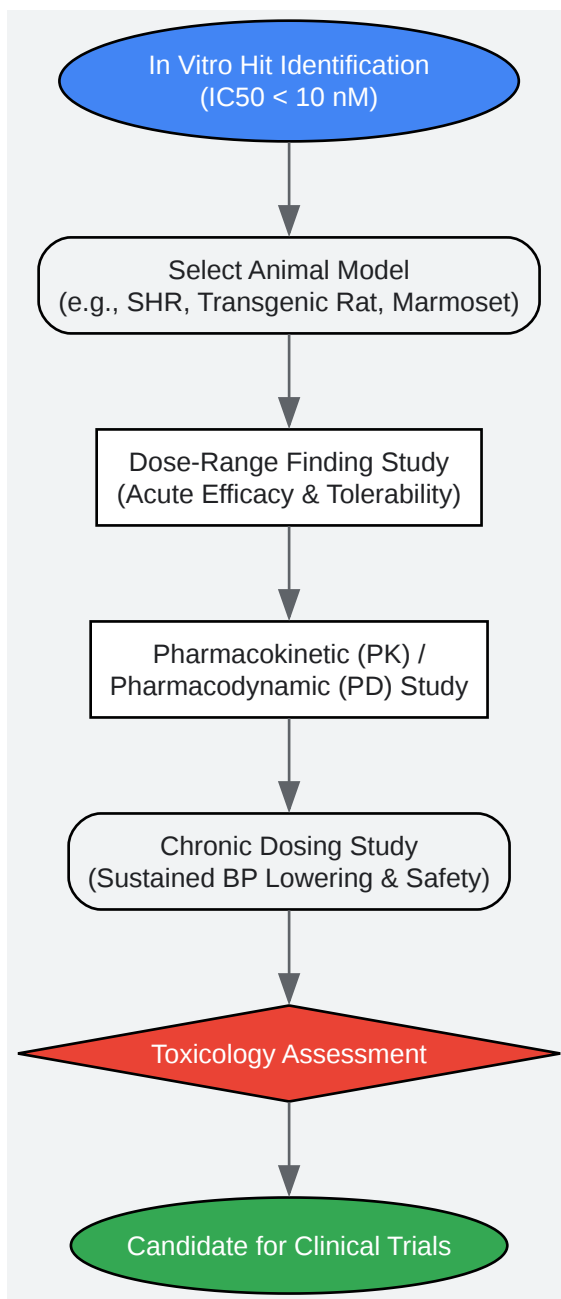 In Vitro Hit Identification
(IC50 < 10 nM)
Select Animal Model
(e.g., SHR, Transgenic Rat, Marmoset)
Dose-Range Finding Study
(Acute Efficacy & Tolerability)
Pharmacokinetic (PK) /
Pharmacodynamic (PD) Study
Chronic Dosing Study
(Sustained BP Lowering & Safety)
Toxicology Assessment
Candidate for Clinical Trials